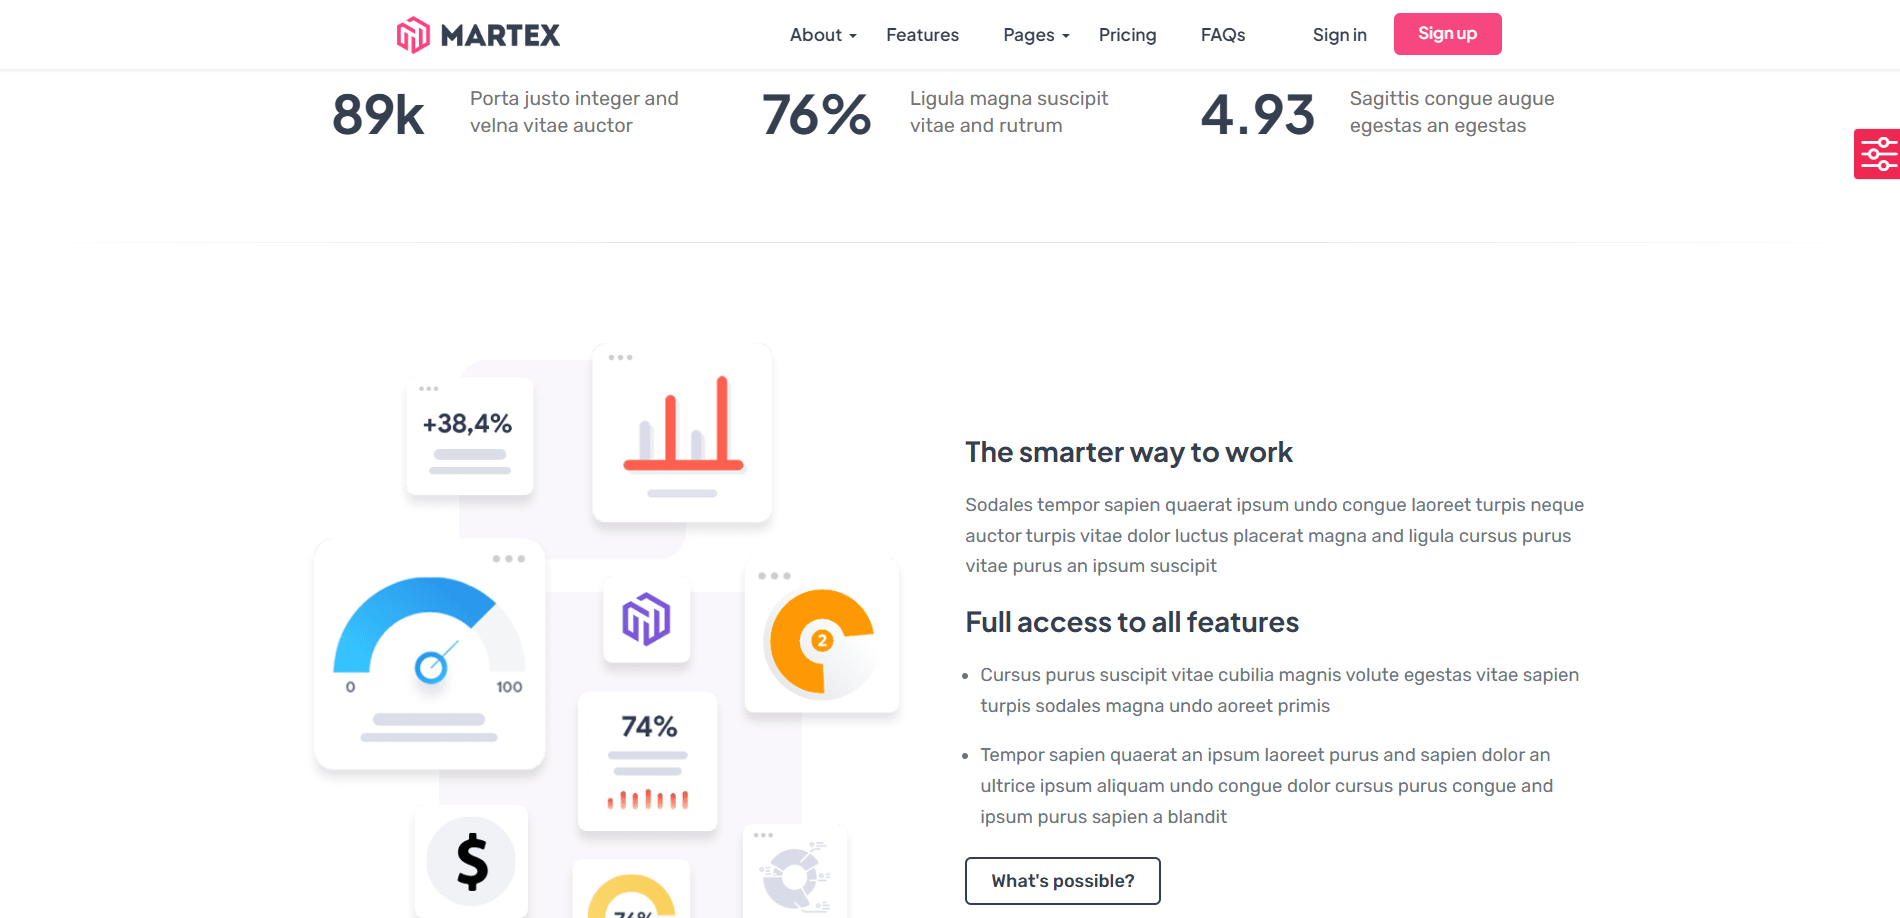 MARTEX
About
Features
Pages
Pricing
FAQs
Sign in
Sign up
89k
Porta justo integer and
velna vitae auctor
76%
Ligula magna suscipit
vitae and rutrum
4.93
Sagittis congue augue
egestas an egestas
+38,4%
0
100
2
74%
$
76%
The smarter way to work
Sodales tempor sapien quaerat ipsum undo congue laoreet turpis neque
auctor turpis vitae dolor luctus placerat magna and ligula cursus purus
vitae purus an ipsum suscipit
Full access to all features
• Cursus purus suscipit vitae cubilia magnis volute egestas vitae sapien
turpis sodales magna undo aoreet primis
• Tempor sapien quaerat an ipsum laoreet purus and sapien dolor an
ultrice ipsum aliquam undo congue dolor cursus purus congue and
ipsum purus sapien a blandit
What's possible?